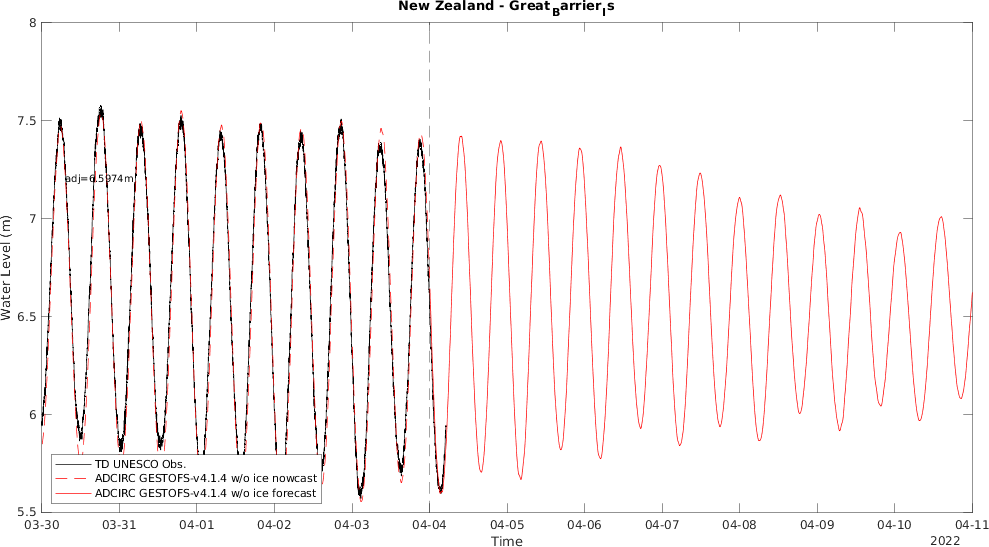 New Zealand - GreatBarrierIs
8
7.5
adj=6.5974m
7
Water Level (m)
6.5
6
TD UNESCO Obs.
ADCIRC GESTOFS-v4.1.4 w/o ice nowcast
ADCIRC GESTOFS-v4.1.4 w/o ice forecast
5.5
03-30 03-31 04-01 04-02 04-03 04-04 04-05 04-06 04-07 04-08 04-09 04-10 04-11
Time
2022